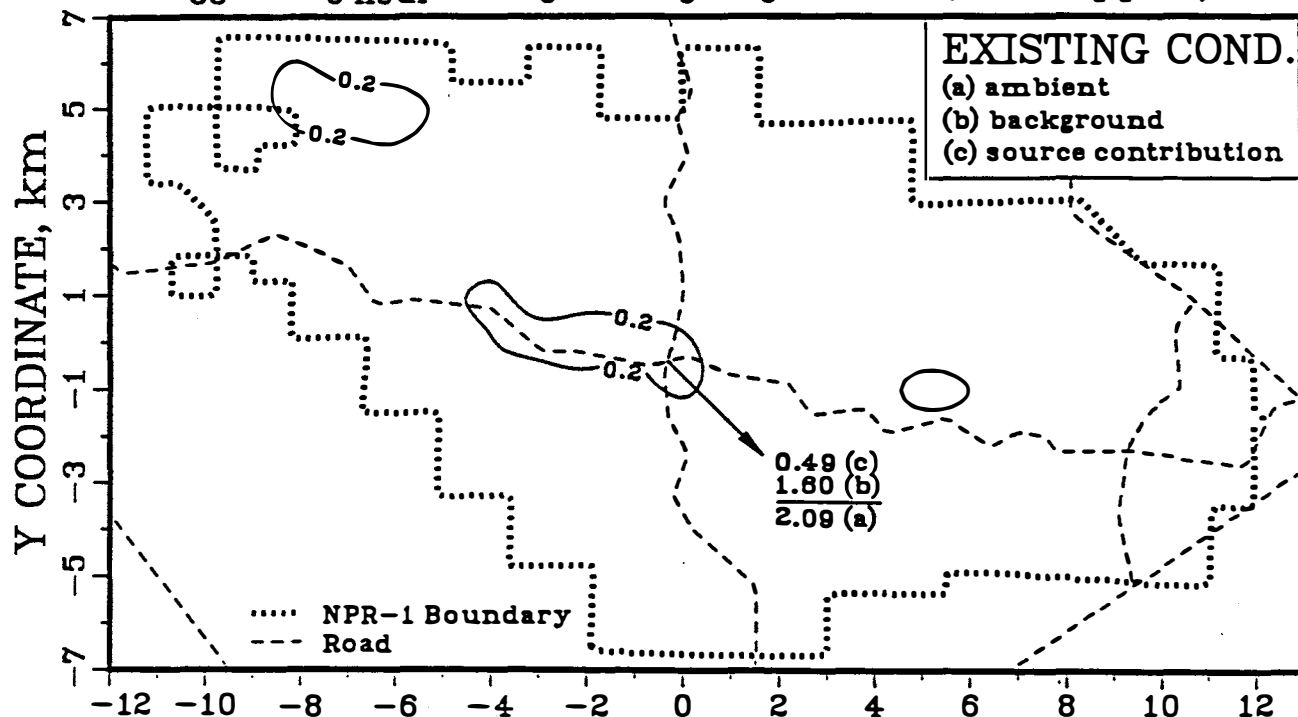 EXISTING COND.
(a) ambient
(b) background
(c) source contribution
0.2
0.2
0.2
0.2
0.49 (c)
1.60 (b)
2.09 (a)
NPR-1 Boundary
Road
Y COORDINATE, km
7
5
3
1
-1
-3
-5
-7
-12 -10 -8 -6 -4 -2 0 2 4 6 8 10 12